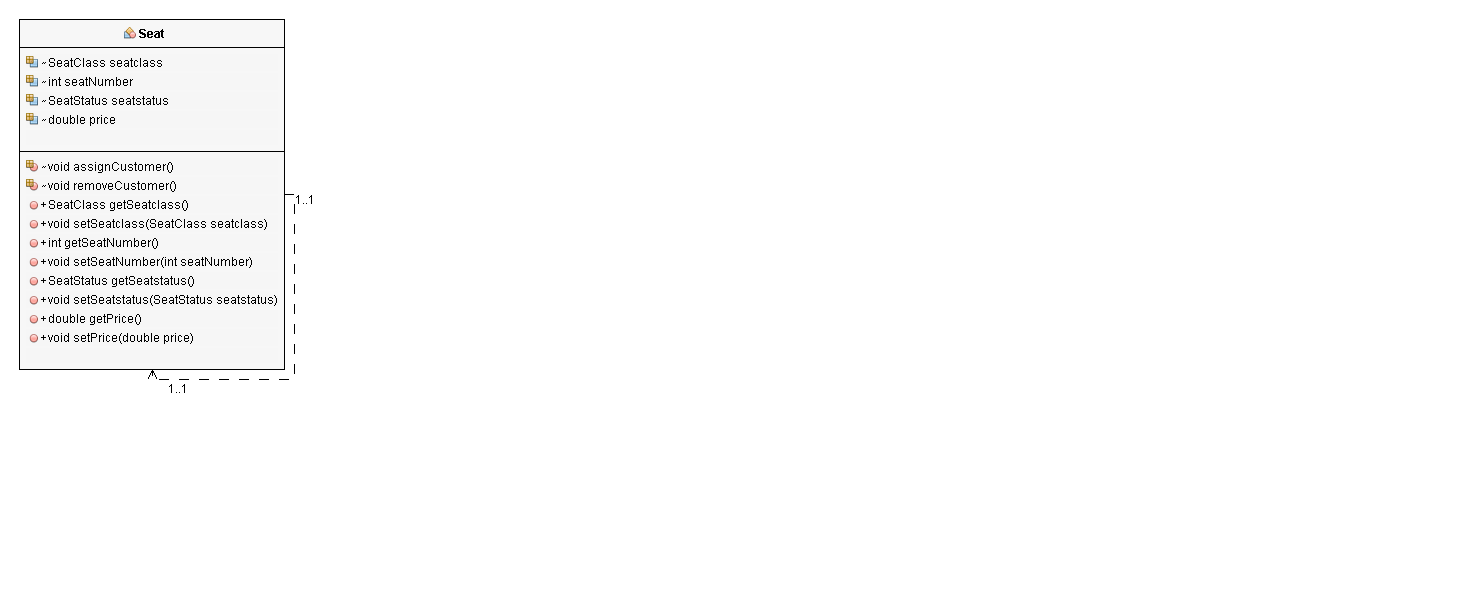 Seat
~SeatClass seatclass
~int seatNumber
~SeatStatus seatstatus
~double price
~void assignCustomer()
~void removeCustomer()
+SeatClass getSeatclass()
+void setSeatclass(SeatClass seatclass)
+int getSeatNumber()
+void setSeatNumber(int seatNumber)
+SeatStatus getSeatstatus()
+void setSeatstatus(SeatStatus seatstatus)
+double getPrice()
+void setPrice(double price)
1..1
1..1